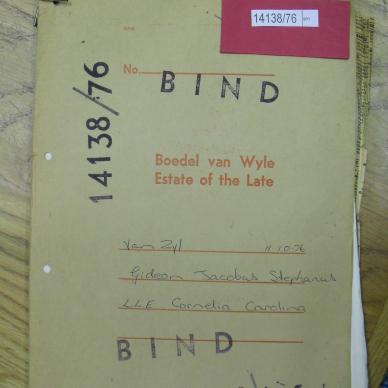 14138/76
14138/76
No. BIND
Boedel van Wyle
Estate of the Late
Van Zyl 11.10.76
Gideon Jacobus Stephanus
LLE Cornelia Carolina
BIND